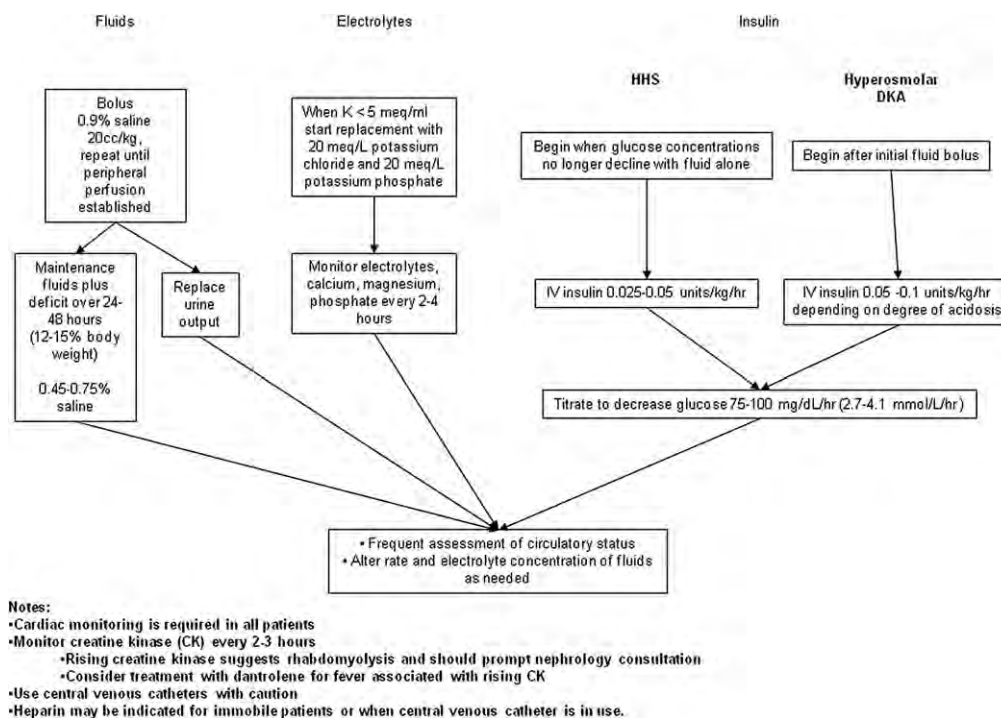 Fluids
Electrolytes
Insulin
HHS
Hyperosmolar
DKA
Bolus
0.9% saline
20cc/kg,
repeat until
peripheral
perfusion
established
When K < 5 meq/ml
start replacement with
20 meq/L potassium
chloride and 20 meq/L
potassium phosphate
Begin when glucose concentrations
no longer decline with fluid alone
Begin after initial fluid bolus
Maintenance
fluids plus
deficit over 24-
48 hours
(12-15% body
weight)
0.45-0.75%
saline
Replace
urine
output
Monitor electrolytes,
calcium, magnesium,
phosphate every 2-4
hours
IV insulin 0.025-0.05 units/kg/hr
IV insulin 0.05 -0.1 units/kg/hr
depending on degree of acidosis
Titrate to decrease glucose 75-100 mg/dL/hr (2.7-4.1 mmol/L/hr)
• Frequent assessment of circulatory status
• Alter rate and electrolyte concentration of fluids
as needed
Notes:
•Cardiac monitoring is required in all patients
•Monitor creatine kinase (CK) every 2-3 hours
•Rising creatine kinase suggests rhabdomyolysis and should prompt nephrology consultation
•Consider treatment with dantrolene for fever associated with rising CK
•Use central venous catheters with caution
•Heparin may be indicated for immobile patients or when central venous catheter is in use.